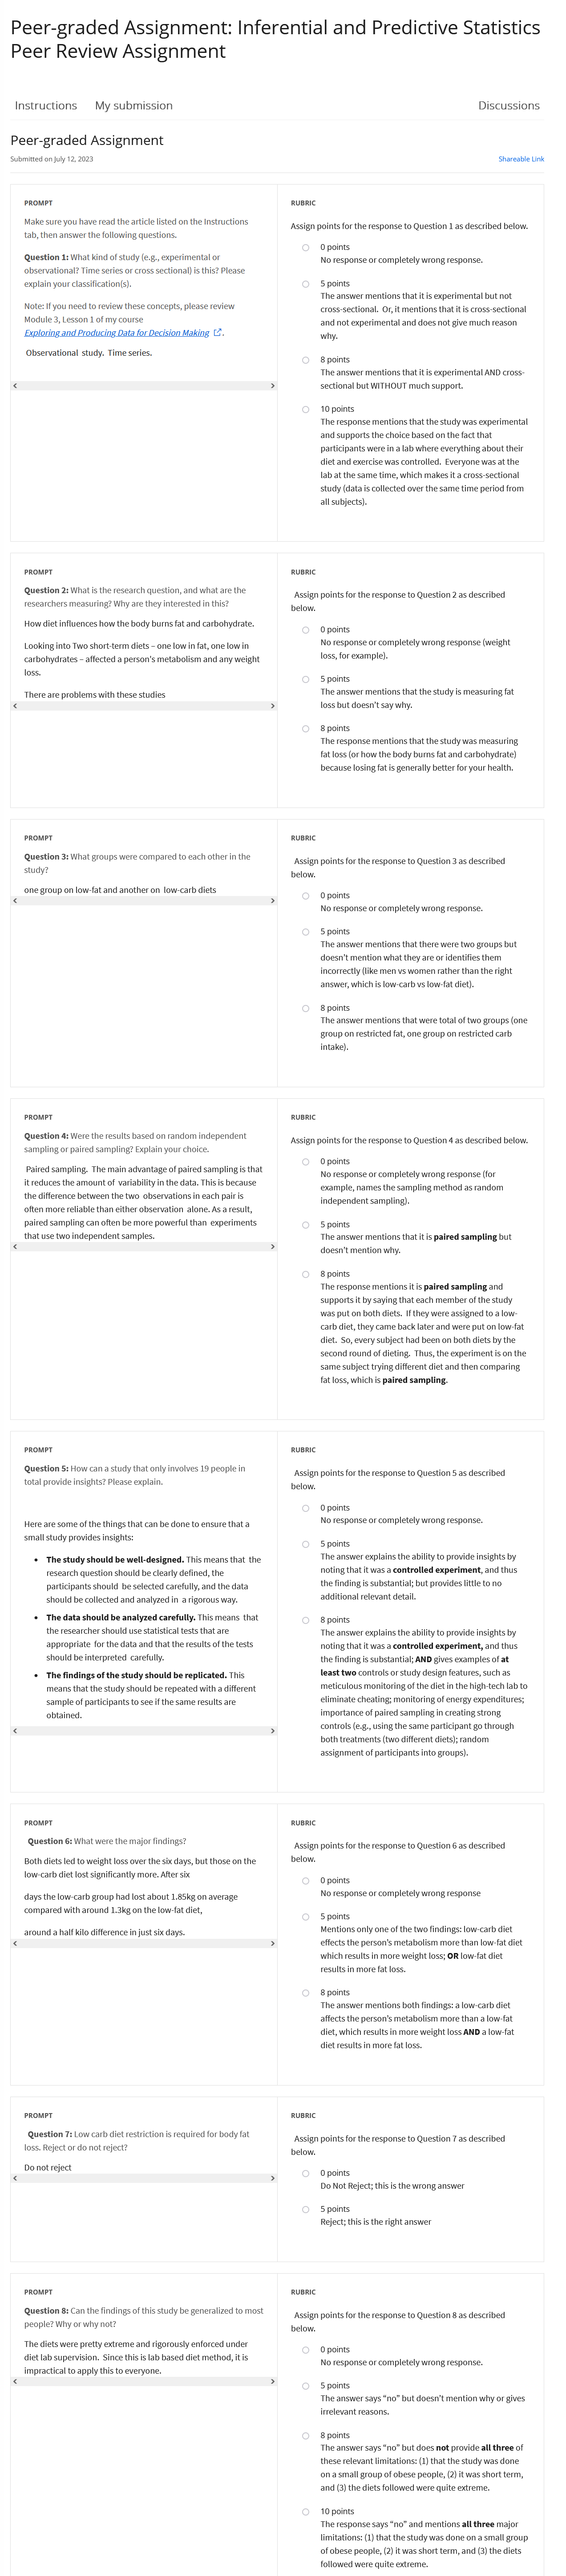 Peer-graded Assignment: Inferential and Predictive Statistics
Peer Review Assignment
Instructions My submission Discussions
Peer-graded Assignment
Submitted on July 12, 2023 Shareable Link
PROMPT
Make sure you have read the article listed on the Instructions
tab, then answer the following questions.
Question 1: What kind of study (e.g., experimental or
observational? Time series or cross sectional) is this? Please
explain your classification(s).
Note: If you need to review these concepts, please review
Module 3, Lesson 1 of my course
Exploring and Producing Data for Decision Making .
Observational study. Time series.
RUBRIC
Assign points for the response to Question 1 as described below.
0 points
No response or completely wrong response.
5 points
The answer mentions that it is experimental but not
cross-sectional. Or, it mentions that it is cross-sectional
and not experimental and does not give much reason
why.
8 points
The answer mentions that it is experimental AND cross-
sectional but WITHOUT much support.
10 points
The response mentions that the study was experimental
and supports the choice based on the fact that
participants were in a lab where everything about their
diet and exercise was controlled. Everyone was at the
lab at the same time, which makes it a cross-sectional
study (data is collected over the same time period from
all subjects).
PROMPT
Question 2: What is the research question, and what are the
researchers measuring? Why are they interested in this?
How diet influences how the body burns fat and carbohydrate.
Looking into Two short-term diets – one low in fat, one low in
carbohydrates – affected a person's metabolism and any weight
loss.
There are problems with these studies
RUBRIC
Assign points for the response to Question 2 as described
below.
0 points
No response or completely wrong response (weight
loss, for example).
5 points
The answer mentions that the study is measuring fat
loss but doesn't say why.
8 points
The response mentions that the study was measuring
fat loss (or how the body burns fat and carbohydrate)
because losing fat is generally better for your health.
PROMPT
Question 3: What groups were compared to each other in the
study?
one group on low-fat and another on low-carb diets
RUBRIC
Assign points for the response to Question 3 as described
below.
0 points
No response or completely wrong response.
5 points
The answer mentions that there were two groups but
doesn't mention what they are or identifies them
incorrectly (like men vs women rather than the right
answer, which is low-carb vs low-fat diet).
8 points
The answer mentions that were total of two groups (one
group on restricted fat, one group on restricted carb
intake).
PROMPT
Question 4: Were the results based on random independent
sampling or paired sampling? Explain your choice.
Paired sampling. The main advantage of paired sampling is that
it reduces the amount of variability in the data. This is because
the difference between the two observations in each pair is
often more reliable than either observation alone. As a result,
paired sampling can often be more powerful than experiments
that use two independent samples.
RUBRIC
Assign points for the response to Question 4 as described below.
0 points
No response or completely wrong response (for
example, names the sampling method as random
independent sampling).
5 points
The answer mentions that it is paired sampling but
doesn't mention why.
8 points
The response mentions it is paired sampling and
supports it by saying that each member of the study
was put on both diets. If they were assigned to a low-
carb diet, they came back later and were put on low-fat
diet. So, every subject had been on both diets by the
second round of dieting. Thus, the experiment is on the
same subject trying different diet and then comparing
fat loss, which is paired sampling.
PROMPT
Question 5: How can a study that only involves 19 people in
total provide insights? Please explain.
Here are some of the things that can be done to ensure that a
small study provides insights:
• The study should be well-designed. This means that the
research question should be clearly defined, the
participants should be selected carefully, and the data
should be collected and analyzed in a rigorous way.
• The data should be analyzed carefully. This means that
the researcher should use statistical tests that are
appropriate for the data and that the results of the tests
should be interpreted carefully.
• The findings of the study should be replicated. This
means that the study should be repeated with a different
sample of participants to see if the same results are
obtained.
RUBRIC
Assign points for the response to Question 5 as described
below.
0 points
No response or completely wrong response.
5 points
The answer explains the ability to provide insights by
noting that it was a controlled experiment, and thus
the finding is substantial; but provides little to no
additional relevant detail.
8 points
The answer explains the ability to provide insights by
noting that it was a controlled experiment, and thus
the finding is substantial; AND gives examples of at
least two controls or study design features, such as
meticulous monitoring of the diet in the high-tech lab to
eliminate cheating; monitoring of energy expenditures;
importance of paired sampling in creating strong
controls (e.g., using the same participant go through
both treatments (two different diets); random
assignment of participants into groups).
PROMPT
Question 6: What were the major findings?
Both diets led to weight loss over the six days, but those on the
low-carb diet lost significantly more. After six
days the low-carb group had lost about 1.85kg on average
compared with around 1.3kg on the low-fat diet,
around a half kilo difference in just six days.
RUBRIC
Assign points for the response to Question 6 as described
below.
0 points
No response or completely wrong response
5 points
Mentions only one of the two findings: low-carb diet
effects the person's metabolism more than low-fat diet
which results in more weight loss; OR low-fat diet
results in more fat loss.
8 points
The answer mentions both findings: a low-carb diet
affects the person's metabolism more than a low-fat
diet, which results in more weight loss AND a low-fat
diet results in more fat loss.
PROMPT
Question 7: Low carb diet restriction is required for body fat
loss. Reject or do not reject?
Do not reject
RUBRIC
Assign points for the response to Question 7 as described
below.
0 points
Do Not Reject; this is the wrong answer
5 points
Reject; this is the right answer
PROMPT
Question 8: Can the findings of this study be generalized to most
people? Why or why not?
The diets were pretty extreme and rigorously enforced under
diet lab supervision. Since this is lab based diet method, it is
impractical to apply this to everyone.
RUBRIC
Assign points for the response to Question 8 as described
below.
0 points
No response or completely wrong response.
5 points
The answer says "no" but doesn't mention why or gives
irrelevant reasons.
8 points
The answer says "no" but does not provide all three of
these relevant limitations: (1) that the study was done
on a small group of obese people, (2) it was short term,
and (3) the diets followed were quite extreme.
10 points
The response says "no" and mentions all three major
limitations: (1) that the study was done on a small group
of obese people, (2) it was short term, and (3) the diets
followed were quite extreme.